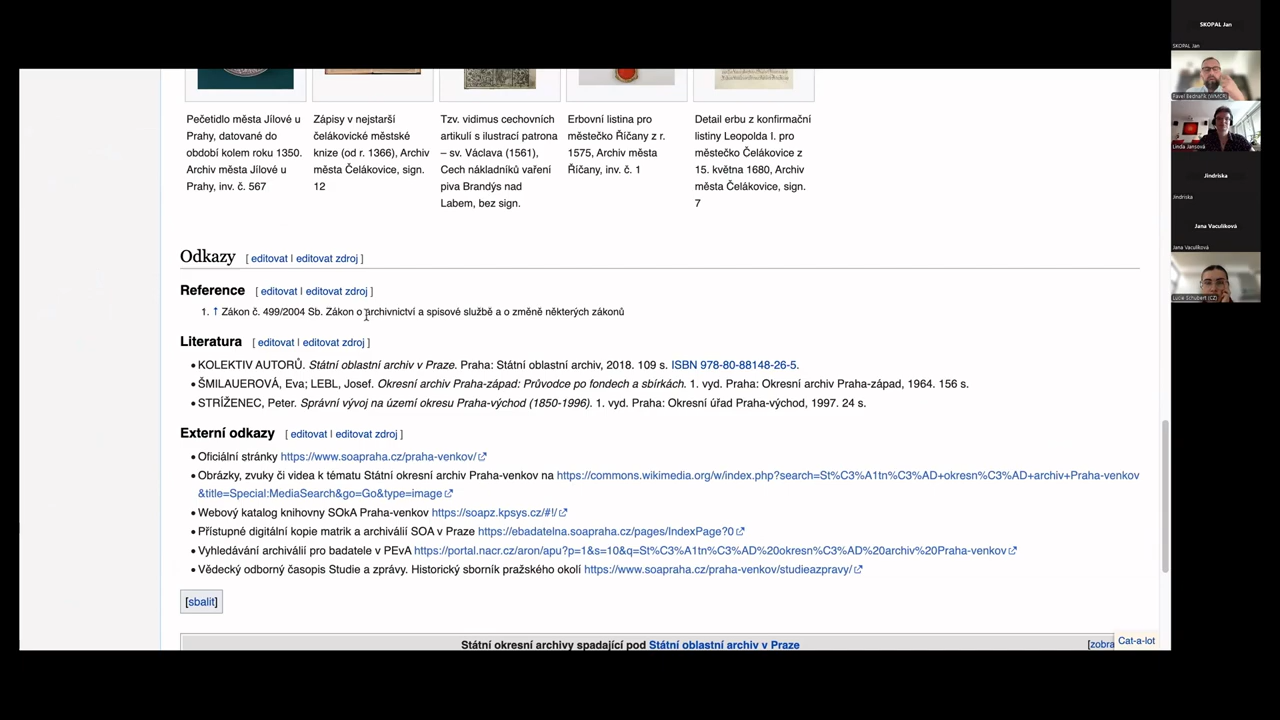 Pečetidlo města Jílové u
Prahy, datované do
období kolem roku 1350.
Archiv města Jílové u
Prahy, inv. č. 567
Zápisy v nejstarší
čelákovické městské
knize (od r. 1366), Archiv
města Čelákovice, sign.
12
Tzv. vidimus cechovních
artikulí s ilustrací patrona
– sv. Václava (1561),
Cech nákladníků vaření
piva Brandýs nad
Labem, bez sign.
Erbovní listina pro
městečko Říčany z r.
1575, Archiv města
Říčany, inv. č. 1
Detail erbu z konfirmační
listiny Leopolda I. pro
městečko Čelákovice z
15. května 1680, Archiv
města Čelákovice, sign.
7
Odkazy [ editovat | editovat zdroj ]
Reference [ editovat | editovat zdroj ]
1. ↑ Zákon č. 499/2004 Sb. Zákon o archivnictví a spisové službě a o změně některých zákonů
Literatura [ editovat | editovat zdroj ]
• KOLEKTIV AUTORŮ. Státní oblastní archiv v Praze. Praha: Státní oblastní archiv, 2018. 109 s. ISBN 978-80-88148-26-5.
• ŠMILAUEROVÁ, Eva; LEBL, Josef. Okresní archiv Praha-západ: Průvodce po fondech a sbírkách. 1. vyd. Praha: Okresní archiv Praha-západ, 1964. 156 s.
• STRÍŽENEC, Peter. Správní vývoj na území okresu Praha-východ (1850-1996). 1. vyd. Praha: Okresní úřad Praha-východ, 1997. 24 s.
Externí odkazy [ editovat | editovat zdroj ]
• Oficiální stránky https://www.soapraha.cz/praha-venkov/
• Obrázky, zvuky či videa k tématu Státní okresní archiv Praha-venkov na https://commons.wikimedia.org/w/index.php?search=St%C3%A1tn%C3%AD+okresn%C3%AD+archiv+Praha-venkov
&title=Special:MediaSearch&go=Go&type=image
• Webový katalog knihovny SOkA Praha-venkov https://soapz.kpsys.cz/#!/
• Přístupné digitální kopie matrik a archiválií SOA v Praze https://ebadatelna.soapraha.cz/pages/IndexPage?0
• Vyhledávání archiválií pro badatele v PEvA https://portal.nacr.cz/aron/apu?p=1&s=10&q=St%C3%A1tn%C3%AD%20okresn%C3%AD%20archiv%20Praha-venkov
• Vědecký odborný časopis Studie a zprávy. Historický sborník pražského okolí https://www.soapraha.cz/praha-venkov/studieazpravy/
[sbalit]
Státní okresní archivy spadající pod Státní oblastní archiv v Praze
[zobra
Cat-a-lot
SKOPAL Jan
SKOPAL Jan
Pavel Bednařík (WMČR)
Linda Jansová
Jindriska
Jindriska
Jana Vaculíková
Jana Vaculíková
Lucie Schubert (CZ)